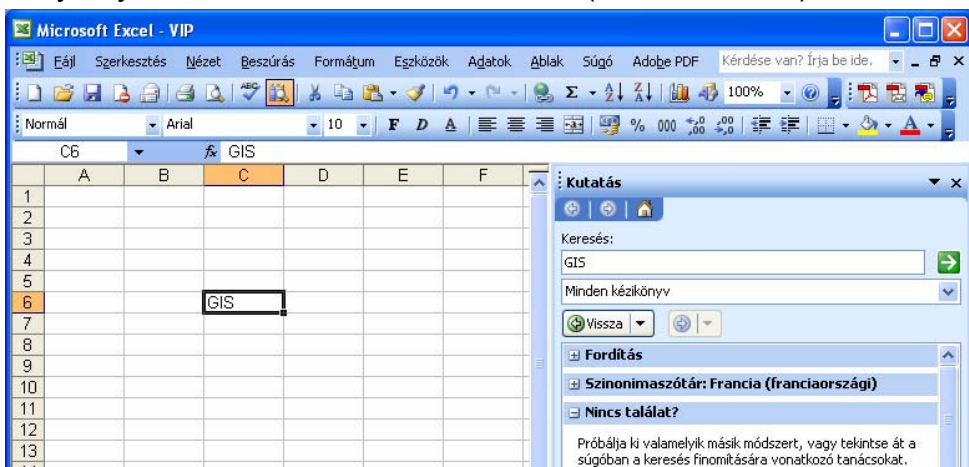 Microsoft Excel - VIP
Fájl Szerkesztés Nézet Beszúrás Formátum Eszközök Adatok Ablak Súgó Adobe PDF Kérdése van? Írja be ide.
100%
Normál Arial 10 F D A % 000
C6 fx GIS
A B C D E F
1
2
3
4
5
6 GIS
7
8
9
10
11
12
13
Kutatás
Keresés:
GIS
Minden kézikönyv
Vissza
Fordítás
Szinonimaszótár: Francia (franciaországi)
Nincs találat?
Próbálja ki valamelyik másik módszert, vagy tekintse át a
súgóban a keresés finomítására vonatkozó tanácsokat.